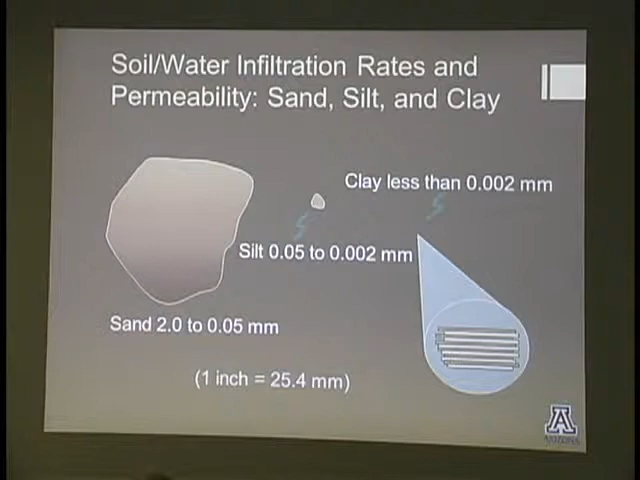 Soil/Water Infiltration Rates and
Permeability: Sand, Silt, and Clay
Clay less than 0.002 mm
Silt 0.05 to 0.002 mm
Sand 2.0 to 0.05 mm
(1 inch = 25.4 mm)
A
ARIZONA